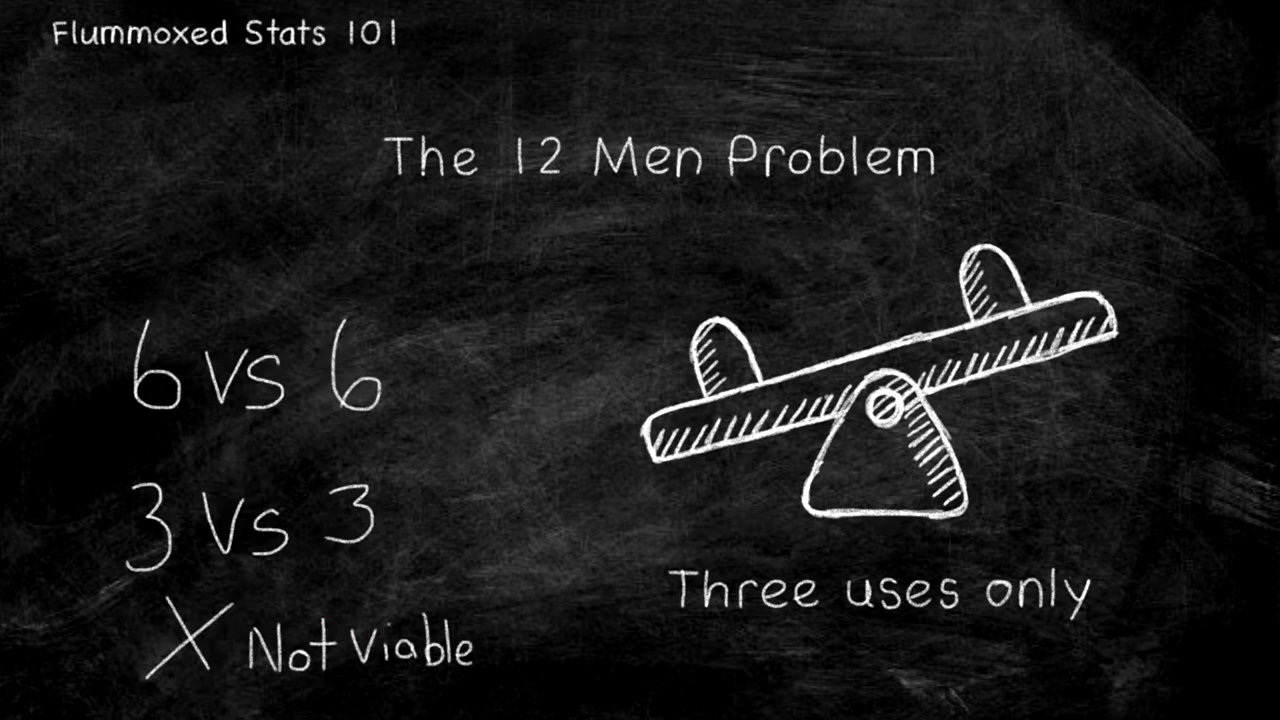 Flummoxed Stats 101
The 12 Men Problem
6 vs 6
3 Vs 3
X Not Viable
Three uses only